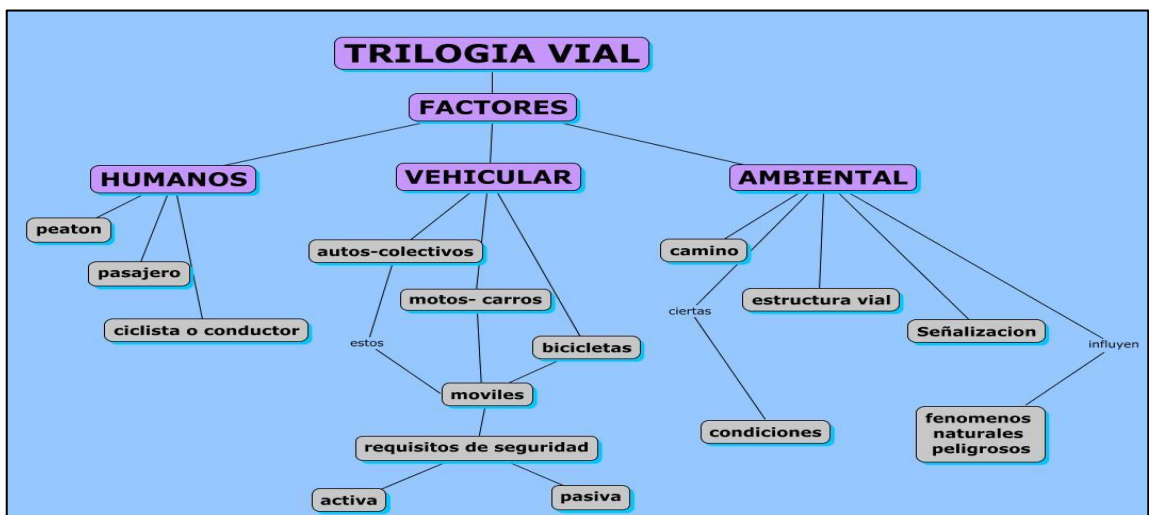 TRILOGIA VIAL
FACTORES
HUMANOS
VEHICULAR
AMBIENTAL
peaton
pasajero
ciclista o conductor
autos-colectivos
motos- carros
estos
bicicletas
moviles
requisitos de seguridad
activa
pasiva
camino
ciertas
estructura vial
Señalizacion
influyen
condiciones
fenomenos
naturales
peligrosos